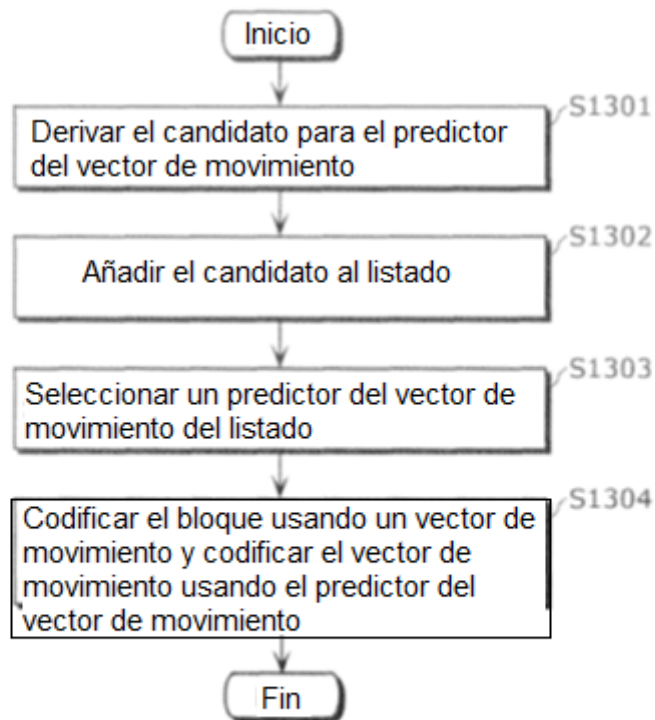 Inicio
S1301
Derivar el candidato para el predictor
del vector de movimiento
S1302
Añadir el candidato al listado
S1303
Seleccionar un predictor del vector de
movimiento del listado
S1304
Codificar el bloque usando un vector de
movimiento y codificar el vector de
movimiento usando el predictor del
vector de movimiento
Fin